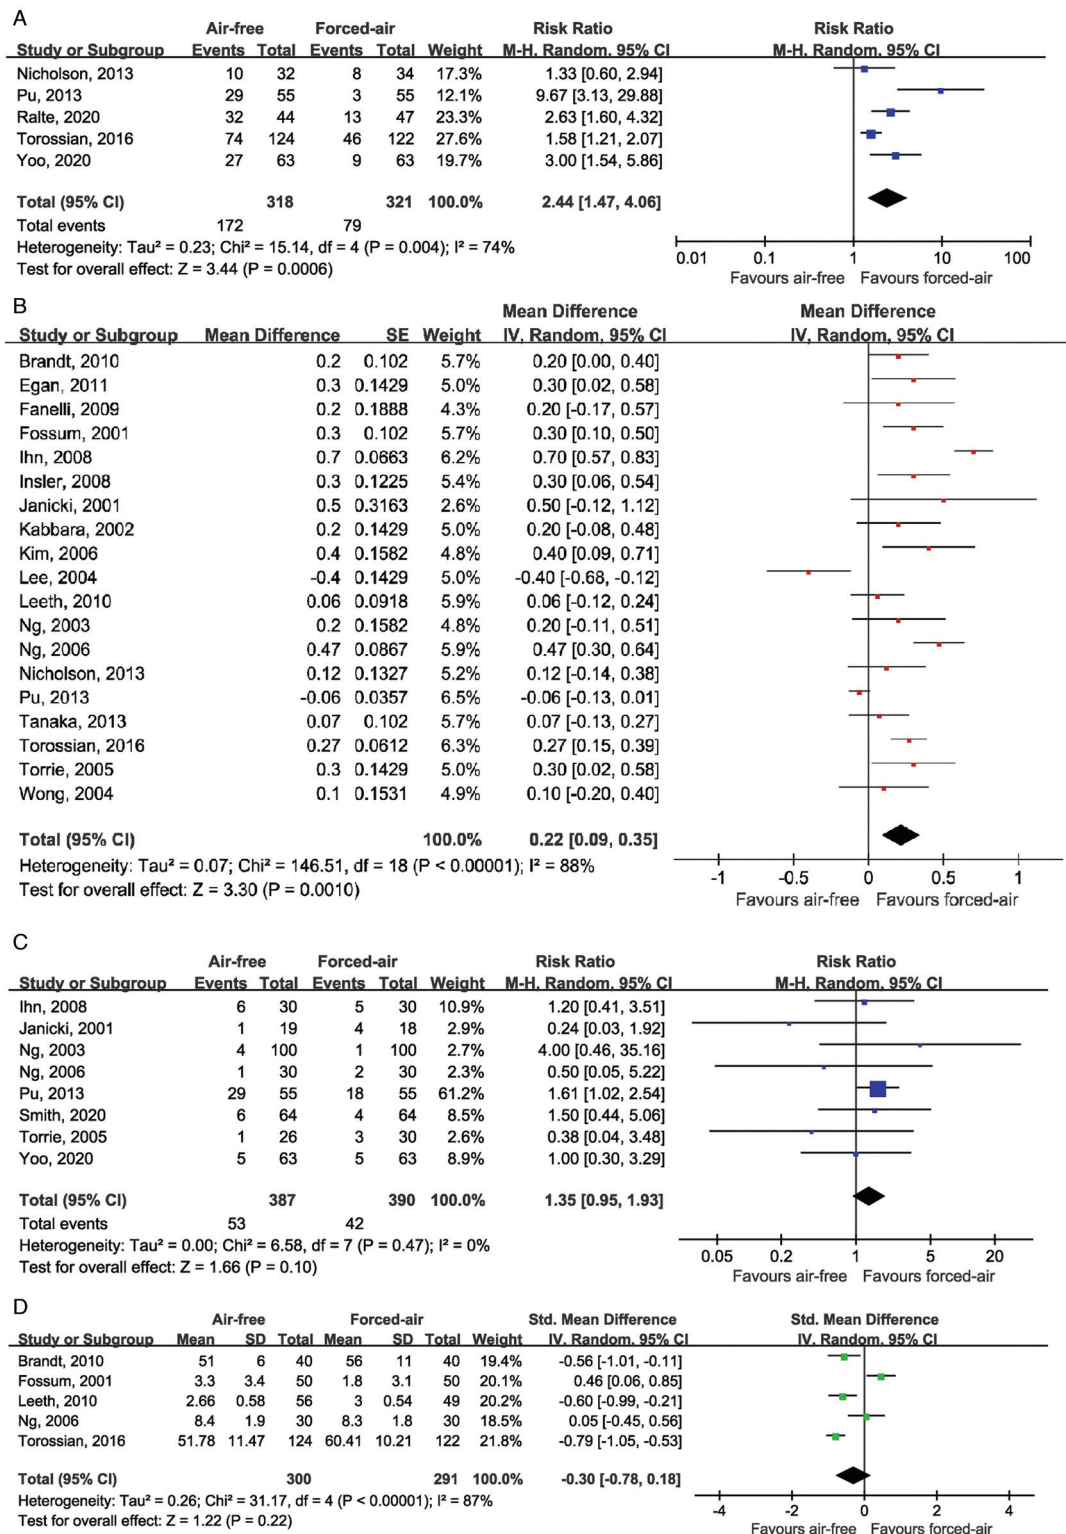 A
Air-free Forced-air Risk Ratio Risk Ratio
Study or Subgroup Events Total Events Total Weight M-H, Random, 95% CI M-H, Random, 95% CI
Nicholson, 2013 10 32 8 34 17.3% 1.33 [0.60, 2.94]
Pu, 2013 29 55 3 55 12.1% 9.67 [3.13, 29.88]
Ralte, 2020 32 44 13 47 23.3% 2.63 [1.60, 4.32]
Torossian, 2016 74 124 46 122 27.6% 1.58 [1.21, 2.07]
Yoo, 2020 27 63 9 63 19.7% 3.00 [1.54, 5.86]
Total (95% CI) 318 321 100.0% 2.44 [1.47, 4.06]
Total events 172 79
Heterogeneity: Tau² = 0.23; Chi² = 15.14, df = 4 (P = 0.004); I² = 74%
Test for overall effect: Z = 3.44 (P = 0.0006)
0.01 0.1 1 10 100
Favours air-free Favours forced-air
B
Mean Difference Mean Difference
Study or Subgroup Mean Difference SE Weight IV, Random, 95% CI IV, Random, 95% CI
Brandt, 2010 0.2 0.102 5.7% 0.20 [0.00, 0.40]
Egan, 2011 0.3 0.1429 5.0% 0.30 [0.02, 0.58]
Fanelli, 2009 0.2 0.1888 4.3% 0.20 [-0.17, 0.57]
Fossum, 2001 0.3 0.102 5.7% 0.30 [0.10, 0.50]
Ihn, 2008 0.7 0.0663 6.2% 0.70 [0.57, 0.83]
Insler, 2008 0.3 0.1225 5.4% 0.30 [0.06, 0.54]
Janicki, 2001 0.5 0.3163 2.6% 0.50 [-0.12, 1.12]
Kabbara, 2002 0.2 0.1429 5.0% 0.20 [-0.08, 0.48]
Kim, 2006 0.4 0.1582 4.8% 0.40 [0.09, 0.71]
Lee, 2004 -0.4 0.1429 5.0% -0.40 [-0.68, -0.12]
Leeth, 2010 0.06 0.0918 5.9% 0.06 [-0.12, 0.24]
Ng, 2003 0.2 0.1582 4.8% 0.20 [-0.11, 0.51]
Ng, 2006 0.47 0.0867 5.9% 0.47 [0.30, 0.64]
Nicholson, 2013 0.12 0.1327 5.2% 0.12 [-0.14, 0.38]
Pu, 2013 -0.06 0.0357 6.5% -0.06 [-0.13, 0.01]
Tanaka, 2013 0.07 0.102 5.7% 0.07 [-0.13, 0.27]
Torossian, 2016 0.27 0.0612 6.3% 0.27 [0.15, 0.39]
Torrie, 2005 0.3 0.1429 5.0% 0.30 [0.02, 0.58]
Wong, 2004 0.1 0.1531 4.9% 0.10 [-0.20, 0.40]
Total (95% CI) 100.0% 0.22 [0.09, 0.35]
Heterogeneity: Tau² = 0.07; Chi² = 146.51, df = 18 (P < 0.00001); I² = 88%
Test for overall effect: Z = 3.30 (P = 0.0010)
-1 -0.5 0 0.5 1
Favours air-free Favours forced-air
C
Air-free Forced-air Risk Ratio Risk Ratio
Study or Subgroup Events Total Events Total Weight M-H, Random, 95% CI M-H, Random, 95% CI
Ihn, 2008 6 30 5 30 10.9% 1.20 [0.41, 3.51]
Janicki, 2001 1 19 4 18 2.9% 0.24 [0.03, 1.92]
Ng, 2003 4 100 1 100 2.7% 4.00 [0.46, 35.16]
Ng, 2006 1 30 2 30 2.3% 0.50 [0.05, 5.22]
Pu, 2013 29 55 18 55 61.2% 1.61 [1.02, 2.54]
Smith, 2020 6 64 4 64 8.5% 1.50 [0.44, 5.06]
Torrie, 2005 1 26 3 30 2.6% 0.38 [0.04, 3.48]
Yoo, 2020 5 63 5 63 8.9% 1.00 [0.30, 3.29]
Total (95% CI) 387 390 100.0% 1.35 [0.95, 1.93]
Total events 53 42
Heterogeneity: Tau² = 0.00; Chi² = 6.58, df = 7 (P = 0.47); I² = 0%
Test for overall effect: Z = 1.66 (P = 0.10)
0.05 0.2 1 5 20
Favours air-free Favours forced-air
D
Air-free Forced-air Std. Mean Difference Std. Mean Difference
Study or Subgroup Mean SD Total Mean SD Total Weight IV, Random, 95% CI IV, Random, 95% CI
Brandt, 2010 51 6 40 56 11 40 19.4% -0.56 [-1.01, -0.11]
Fossum, 2001 3.3 3.4 50 1.8 3.1 50 20.1% 0.46 [0.06, 0.85]
Leeth, 2010 2.66 0.58 56 3 0.54 49 20.2% -0.60 [-0.99, -0.21]
Ng, 2006 8.4 1.9 30 8.3 1.8 30 18.5% 0.05 [-0.45, 0.56]
Torossian, 2016 51.78 11.47 124 60.41 10.21 122 21.8% -0.79 [-1.05, -0.53]
Total (95% CI) 300 291 100.0% -0.30 [-0.78, 0.18]
Heterogeneity: Tau² = 0.26; Chi² = 31.17, df = 4 (P < 0.00001); I² = 87%
Test for overall effect: Z = 1.22 (P = 0.22)
-4 -2 0 2 4
Favours air-free Favours forced-air